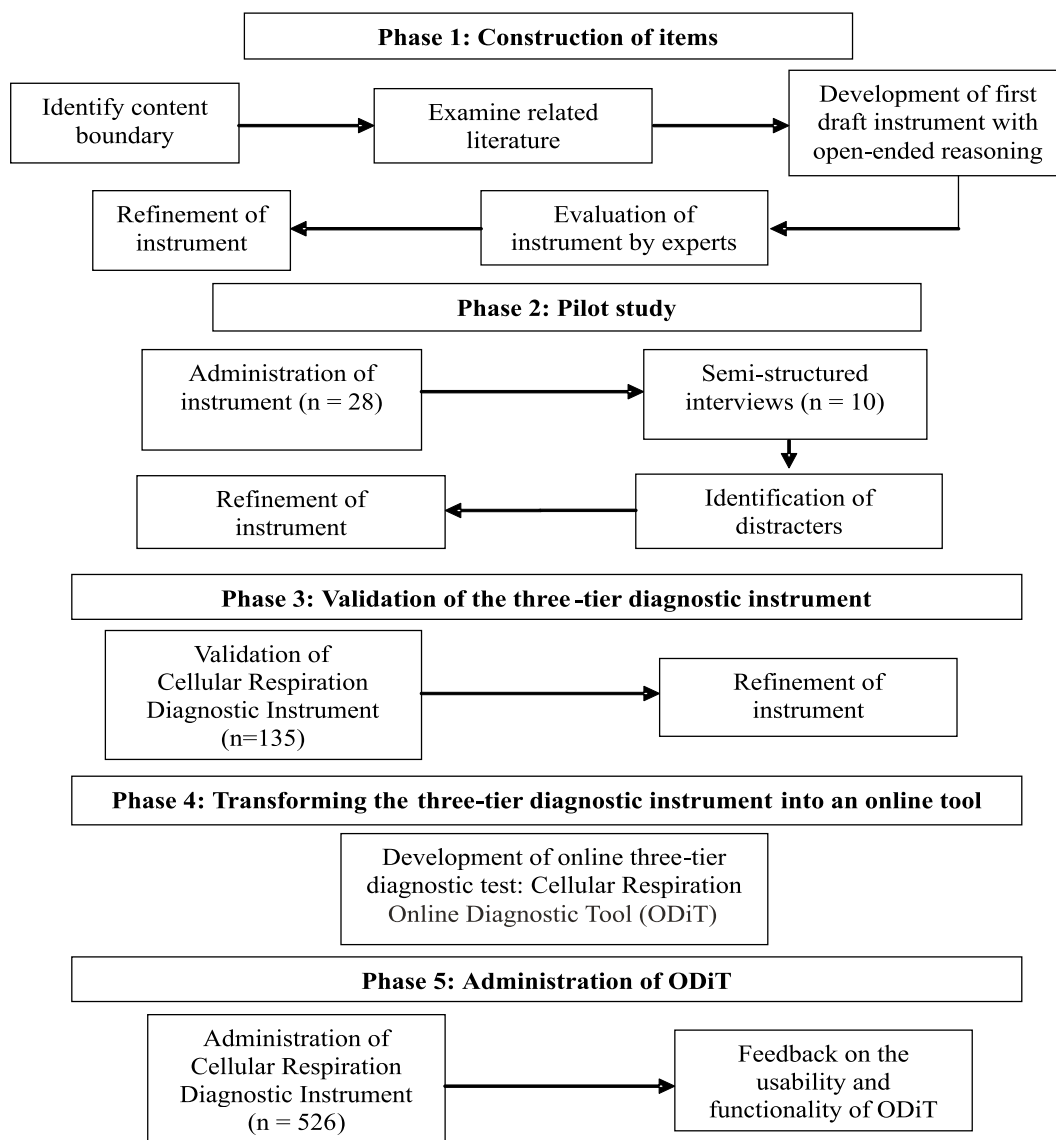 Phase 1: Construction of items
Identify content
boundary
Examine related
literature
Development of first
draft instrument with
open-ended reasoning
Refinement of
instrument
Evaluation of
instrument by experts
Phase 2: Pilot study
Administration of
instrument (n = 28)
Semi-structured
interviews (n = 10)
Refinement of
instrument
Identification of
distracters
Phase 3: Validation of the three-tier diagnostic instrument
Validation of
Cellular Respiration
Diagnostic Instrument
(n=135)
Refinement of
instrument
Phase 4: Transforming the three-tier diagnostic instrument into an online tool
Development of online three-tier
diagnostic test: Cellular Respiration
Online Diagnostic Tool (ODiT)
Phase 5: Administration of ODiT
Administration of
Cellular Respiration
Diagnostic Instrument
(n = 526)
Feedback on the
usability and
functionality of ODiT